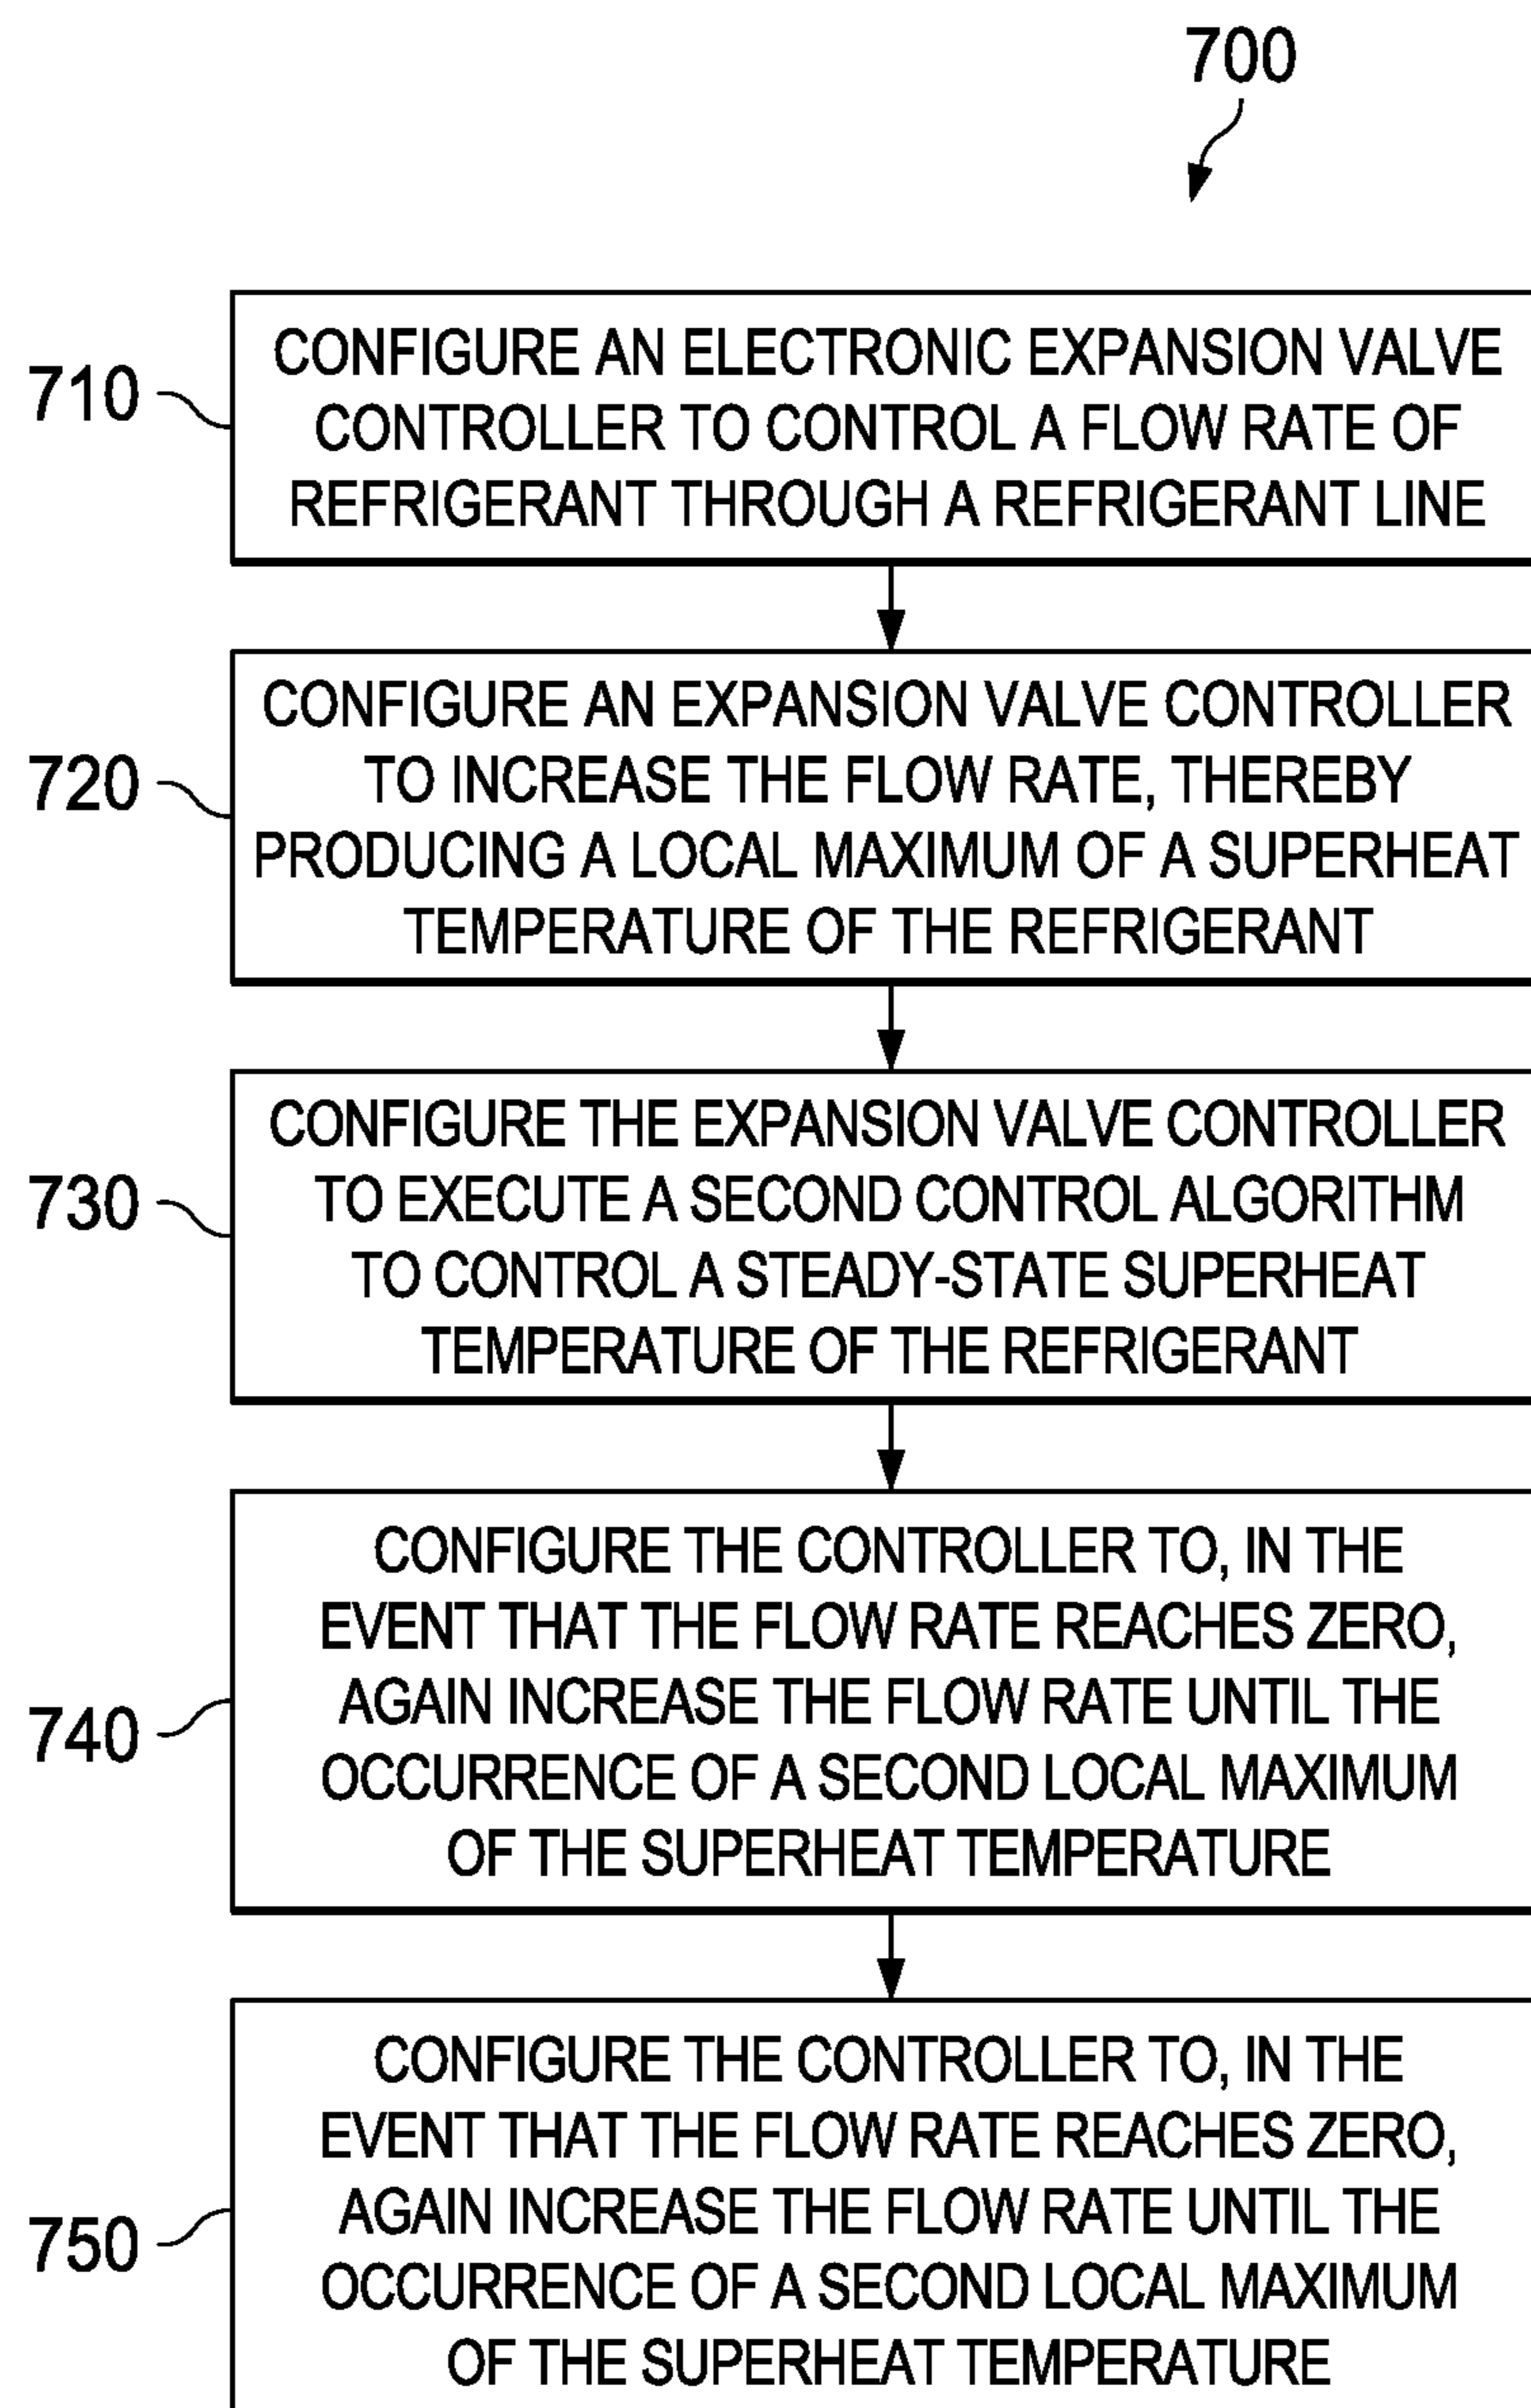 700
710
CONFIGURE AN ELECTRONIC EXPANSION VALVE
CONTROLLER TO CONTROL A FLOW RATE OF
REFRIGERANT THROUGH A REFRIGERANT LINE
720
CONFIGURE AN EXPANSION VALVE CONTROLLER
TO INCREASE THE FLOW RATE, THEREBY
PRODUCING A LOCAL MAXIMUM OF A SUPERHEAT
TEMPERATURE OF THE REFRIGERANT
730
CONFIGURE THE EXPANSION VALVE CONTROLLER
TO EXECUTE A SECOND CONTROL ALGORITHM
TO CONTROL A STEADY-STATE SUPERHEAT
TEMPERATURE OF THE REFRIGERANT
740
CONFIGURE THE CONTROLLER TO, IN THE
EVENT THAT THE FLOW RATE REACHES ZERO,
AGAIN INCREASE THE FLOW RATE UNTIL THE
OCCURRENCE OF A SECOND LOCAL MAXIMUM
OF THE SUPERHEAT TEMPERATURE
750
CONFIGURE THE CONTROLLER TO, IN THE
EVENT THAT THE FLOW RATE REACHES ZERO,
AGAIN INCREASE THE FLOW RATE UNTIL THE
OCCURRENCE OF A SECOND LOCAL MAXIMUM
OF THE SUPERHEAT TEMPERATURE